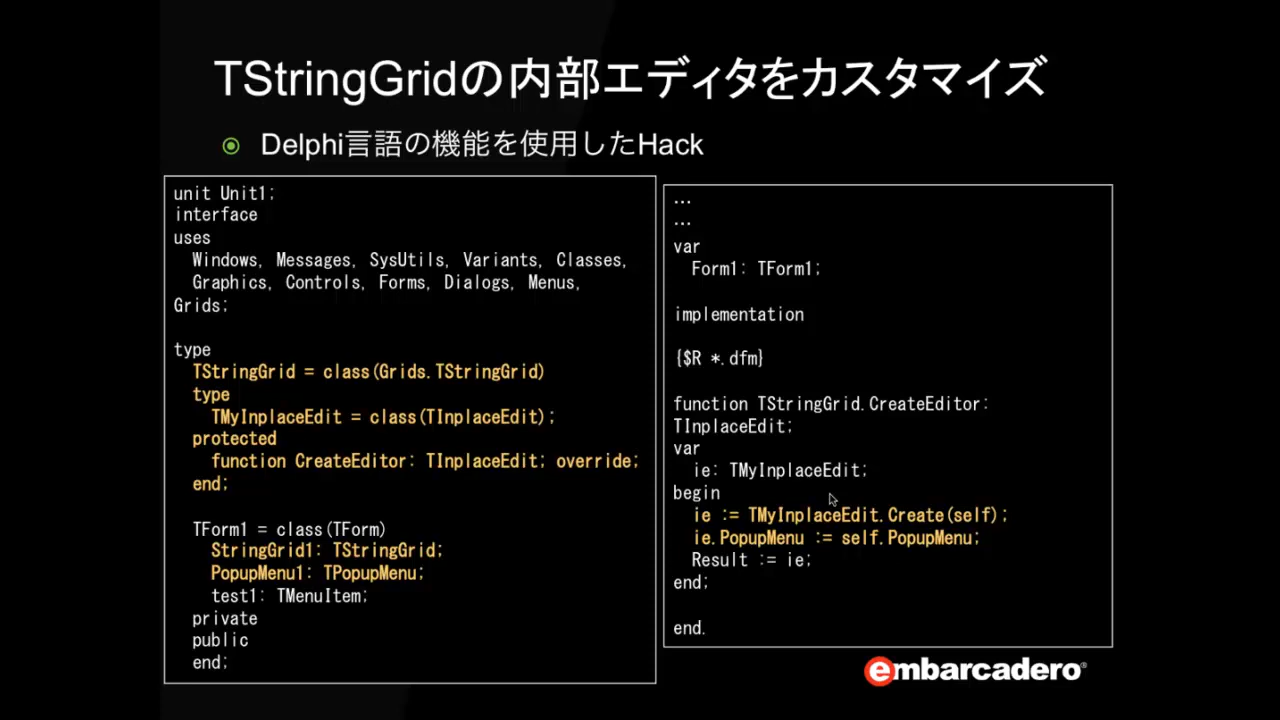 TStringGridの内部エディタをカスタマイズ
Delphi言語の機能を使用したHack
unit Unit1;
interface
uses
Windows, Messages, SysUtils, Variants, Classes,
Graphics, Controls, Forms, Dialogs, Menus,
Grids;
type
TStringGrid = class(Grids.TStringGrid)
type
TMyInplaceEdit = class(TInplaceEdit);
protected
function CreateEditor: TInplaceEdit; override;
end;
TForm1 = class(TForm)
StringGrid1: TStringGrid;
PopupMenu1: TPopupMenu;
test1: TMenuItem;
private
public
end;
...
...
var
Form1: TForm1;
implementation
{$R *.dfm}
function TStringGrid.CreateEditor:
TInplaceEdit;
var
ie: TMyInplaceEdit;
begin
ie := TMyInplaceEdit.Create(self);
ie.PopupMenu := self.PopupMenu;
Result := ie;
end;
end.
embarcadero®